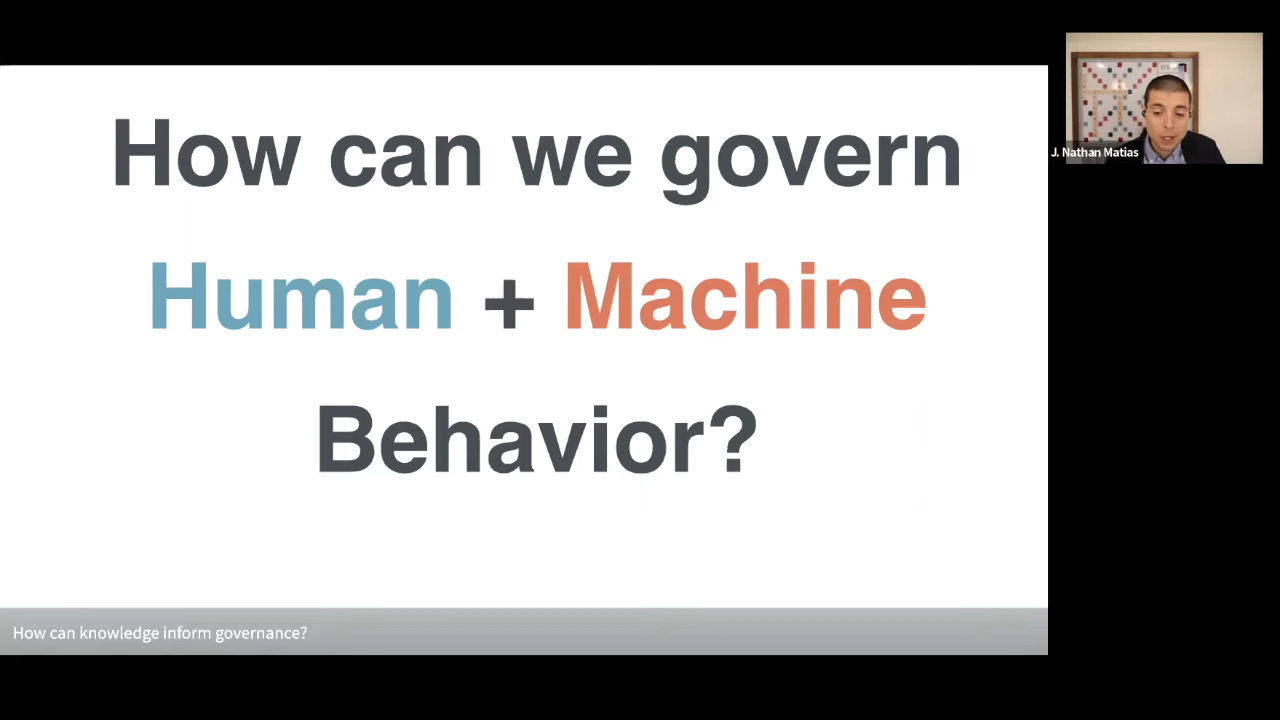 How can we govern
Human + Machine
Behavior?
How can knowledge inform governance?
J. Nathan Matias